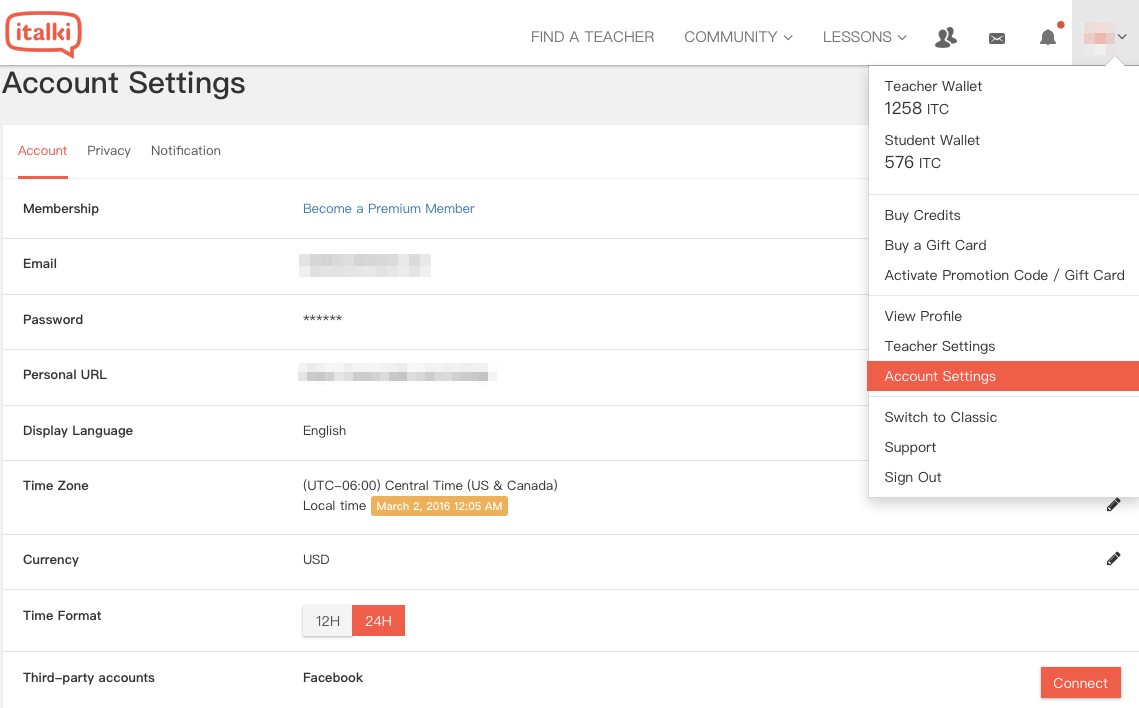 italki
FIND A TEACHER
COMMUNITY
LESSONS
Account Settings
Teacher Wallet
1258 ITC
Student Wallet
576 ITC
Buy Credits
Buy a Gift Card
Activate Promotion Code / Gift Card
View Profile
Teacher Settings
Account Settings
Switch to Classic
Support
Sign Out
Account Privacy Notification
Membership Become a Premium Member
Email
Password ******
Personal URL
Display Language English
Time Zone (UTC-06:00) Central Time (US & Canada)
Local time March 2, 2016 12:05 AM
Currency USD
Time Format 12H 24H
Third-party accounts Facebook Connect